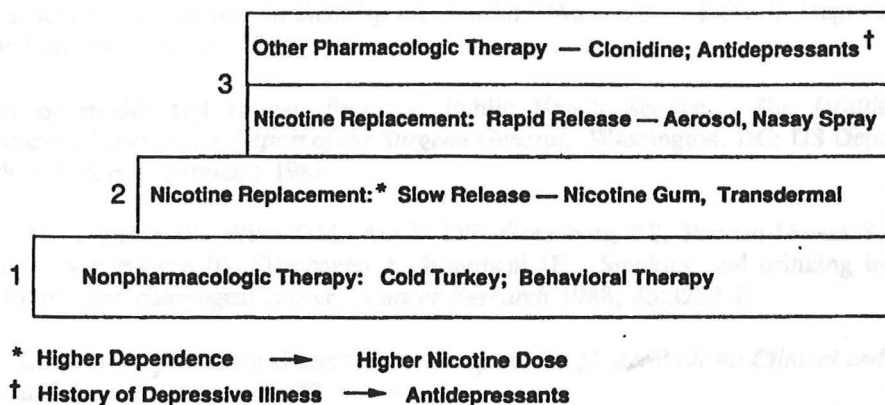 Other Pharmacologic Therapy — Clonidine; Antidepressants†
3
Nicotine Replacement: Rapid Release — Aerosol, Nasay Spray
2 Nicotine Replacement:* Slow Release — Nicotine Gum, Transdermal
1 Nonpharmacologic Therapy: Cold Turkey; Behavioral Therapy
* Higher Dependence → Higher Nicotine Dose
† History of Depressive Illness → Antidepressants